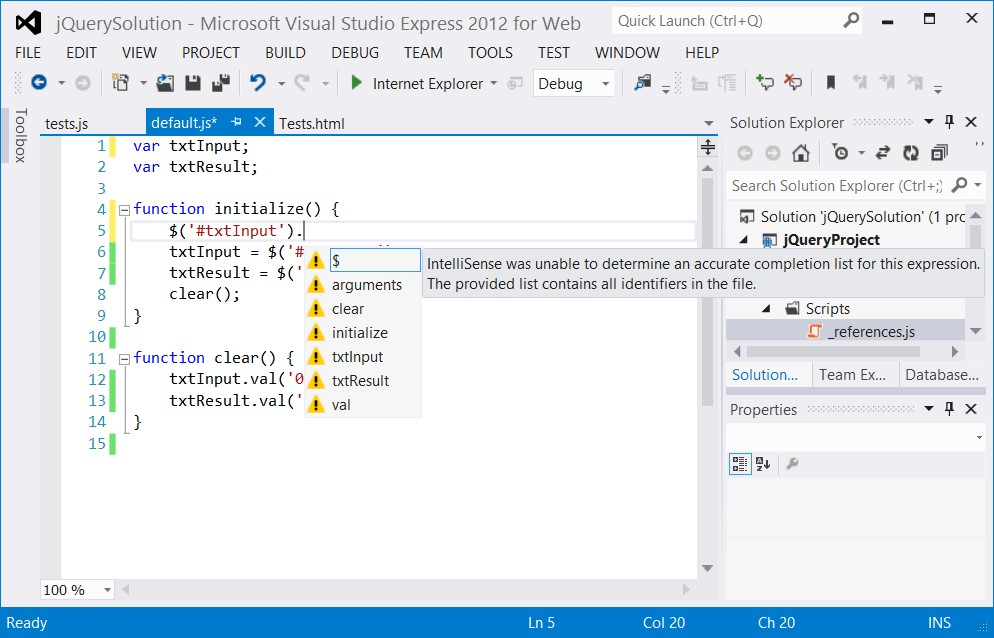 jQuerySolution - Microsoft Visual Studio Express 2012 for Web
Quick Launch (Ctrl+Q)
FILE EDIT VIEW PROJECT BUILD DEBUG TEAM TOOLS TEST WINDOW HELP
Internet Explorer Debug
Toolbox
tests.js default.js* Tests.html
1 var txtInput;
2 var txtResult;
3
4 function initialize() {
5 $('#txtInput').
6 txtInput = $('#
7 txtResult = $('
8 clear();
9 }
10
11 function clear() {
12 txtInput.val('0
13 txtResult.val('
14 }
15
$
arguments
clear
initialize
txtInput
txtResult
val
IntelliSense was unable to determine an accurate completion list for this expression.
The provided list contains all identifiers in the file.
100 %
Solution Explorer
Search Solution Explorer (Ctrl+;)
Solution 'jQuerySolution' (1 prc
jQueryProject
Scripts
_references.js
Solution... Team Ex... Database...
Properties
Ready Ln 5 Col 20 Ch 20 INS